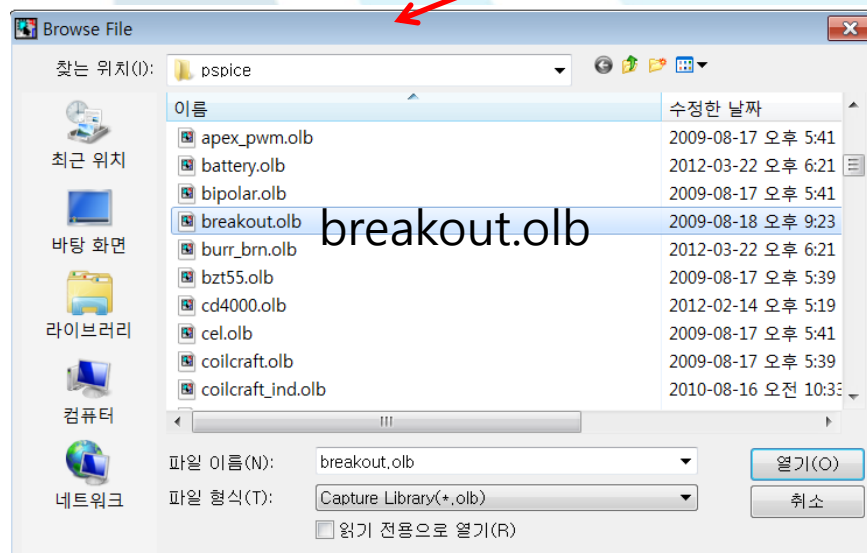 Browse File
찾는 위치(I):
pspice
이름
수정한 날짜
apex_pwm.olb
2009-08-17 오후 5:41
battery.olb
2012-03-22 오후 6:21
bipolar.olb
2009-08-17 오후 5:41
breakout.olb
2009-08-18 오후 9:23
breakout.olb
burr_brn.olb
2012-03-22 오후 6:21
bzt55.olb
2009-08-17 오후 5:39
cd4000.olb
2012-02-14 오후 5:19
cel.olb
2009-08-17 오후 5:41
coilcraft.olb
2009-08-17 오후 5:39
coilcraft_ind.olb
2010-08-16 오전 10:33
최근 위치
바탕 화면
라이브러리
컴퓨터
네트워크
파일 이름(N):
breakout.olb
열기(O)
파일 형식(T):
Capture Library(*.olb)
취소
읽기 전용으로 열기(R)